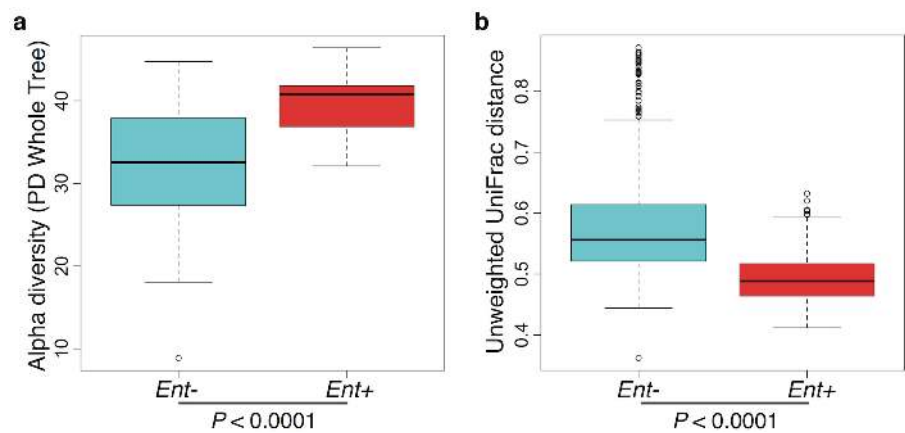 a
Alpha diversity (PD Whole Tree)
40
30
20
10
Ent-
Ent+
P < 0.0001
b
Unweighted UniFrac distance
0.8
0.7
0.6
0.5
0.4
Ent-
Ent+
P < 0.0001